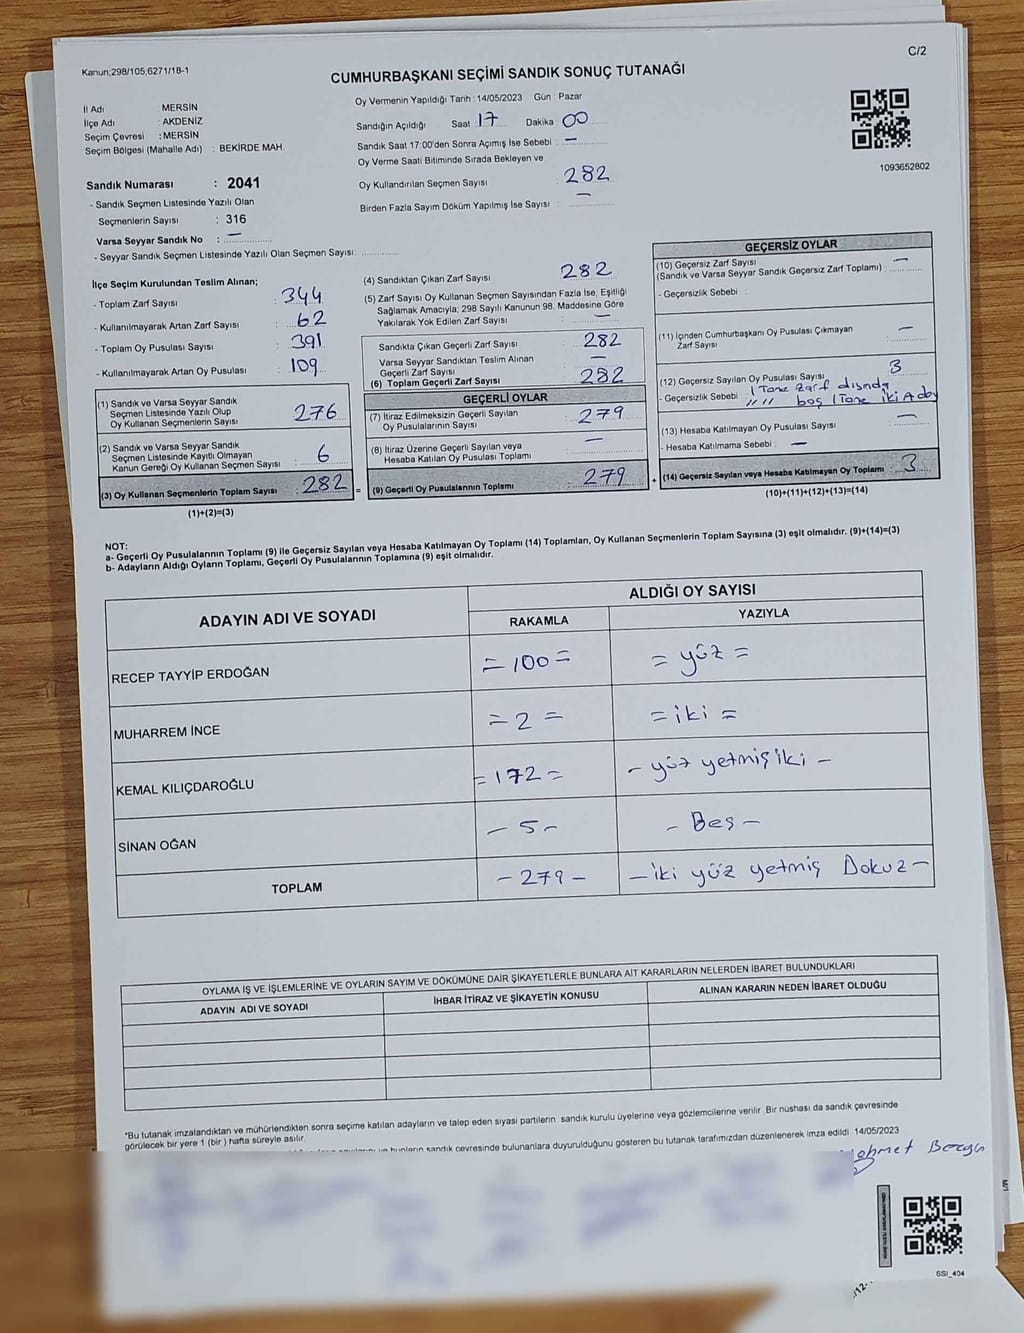 C/2
Kanun;298/105;6271/18-1
CUMHURBAŞKANI SEÇİMİ SANDIK SONUÇ TUTANAĞI
Oy Vermenin Yapıldığı Tarih : 14/05/2023 Gün : Pazar
İl Adı MERSİN
İlçe Adı AKDENİZ
Seçim Çevresi : MERSİN
Seçim Bölgesi (Mahalle Adı) : BEKİRDE MAH.
Sandık Numarası : 2041
- Sandık Seçmen Listesinde Yazılı Olan
Seçmenlerin Sayısı : 316
Varsa Seyyar Sandık No : —
- Seyyar Sandık Seçmen Listesinde Yazılı Olan Seçmen Sayısı:
Sandığın Açıldığı Saat : 17 Dakika : 00
Sandık Saat 17:00'den Sonra Açımış İse Sebebi : —
Oy Verme Saati Bitiminde Sırada Bekleyen ve
Oy Kullandırılan Seçmen Sayısı : 282
Birden Fazla Sayım Döküm Yapılmış İse Sayısı : —
1093652802
İlçe Seçim Kurulundan Teslim Alınan;
- Toplam Zarf Sayısı : 344
- Kullanılmayarak Artan Zarf Sayısı : 62
- Toplam Oy Pusulası Sayısı : 391
- Kullanılmayarak Artan Oy Pusulası : 109
(1) Sandık ve Varsa Seyyar Sandık
Seçmen Listesinde Yazılı Olup
Oy Kullanan Seçmenlerin Sayısı : 276
(2) Sandık ve Varsa Seyyar Sandık
Seçmen Listesinde Kayıtlı Olmayan
Kanun Gereği Oy Kullanan Seçmen Sayısı : 6
(3) Oy Kullanan Seçmenlerin Toplam Sayısı : 282 =
(1)+(2)=(3)
(4) Sandıktan Çıkan Zarf Sayısı : 282
(5) Zarf Sayısı Oy Kullanan Seçmen Sayısından Fazla İse, Eşitliği
Sağlamak Amacıyla; 298 Sayılı Kanunun 98. Maddesine Göre
Yakılarak Yok Edilen Zarf Sayısı : —
Sandıkta Çıkan Geçerli Zarf Sayısı : 282
Varsa Seyyar Sandıktan Teslim Alınan
Geçerli Zarf Sayısı : —
(6) Toplam Geçerli Zarf Sayısı : 282
GEÇERLİ OYLAR
(7) İtiraz Edilmeksizin Geçerli Sayılan
Oy Pusulalarının Sayısı : 279
(8) İtiraz Üzerine Geçerli Sayılan veya
Hesaba Katılan Oy Pusulası Toplamı : —
(9) Geçerli Oy Pusulalarının Toplamı : 279 +
GEÇERSİZ OYLAR
(10) Geçersiz Zarf Sayısı
(Sandık ve Varsa Seyyar Sandık Geçersiz Zarf Toplamı) : —
- Geçersizlik Sebebi :
(11) İçinden Cumhurbaşkanı Oy Pusulası Çıkmayan
Zarf Sayısı : —
(12) Geçersiz Sayılan Oy Pusulası Sayısı : 3
- Geçersizlik Sebebi 1 Tane Zarf dışında
1 // // boş 1 Tane iki Aday
(13) Hesaba Katılmayan Oy Pusulası Sayısı : —
- Hesaba Katılmama Sebebi : —
(14) Geçersiz Sayılan veya Hesaba Katılmayan Oy Toplamı : 3
(10)+(11)+(12)+(13)=(14)
NOT:
a- Geçerli Oy Pusulalarının Toplamı (9) ile Geçersiz Sayılan veya Hesaba Katılmayan Oy Toplamı (14) Toplamları, Oy Kullanan Seçmenlerin Toplam Sayısına (3) eşit olmalıdır. (9)+(14)=(3)
b- Adayların Aldığı Oyların Toplamı, Geçerli Oy Pusulalarının Toplamına (9) eşit olmalıdır.
ADAYIN ADI VE SOYADI ALDIĞI OY SAYISI
RAKAMLA YAZIYLA
RECEP TAYYİP ERDOĞAN = 100 = = yüz =
MUHARREM İNCE = 2 = = iki =
KEMAL KILIÇDAROĞLU = 172 = - yüz yetmiş iki -
SİNAN OĞAN - 5 - - Beş -
TOPLAM - 279 - - iki yüz yetmiş Dokuz -
OYLAMA İŞ VE İŞLEMLERİNE VE OYLARIN SAYIM VE DÖKÜMÜNE DAİR ŞİKAYETLERLE BUNLARA AİT KARARLARIN NELERDEN İBARET BULUNDUKLARI
ADAYIN ADI VE SOYADI İHBAR İTİRAZ VE ŞİKAYETİN KONUSU ALINAN KARARIN NEDEN İBARET OLDUĞU
*Bu tutanak imzalandıktan ve mühürlendikten sonra seçime katılan adayların ve talep eden siyasi partilerin sandık kurulu üyelerine veya gözlemcilerine verilir. Bir nüshası da sandık çevresinde
görülecek bir yere 1 (bir) hafta süreyle asılır.
bunların sandık çevresinde bulunanlara duyurulduğunu gösteren bu tutanak tarafımızdan düzenlenerek imza edildi. 14/05/2023
M/1
SSI_404